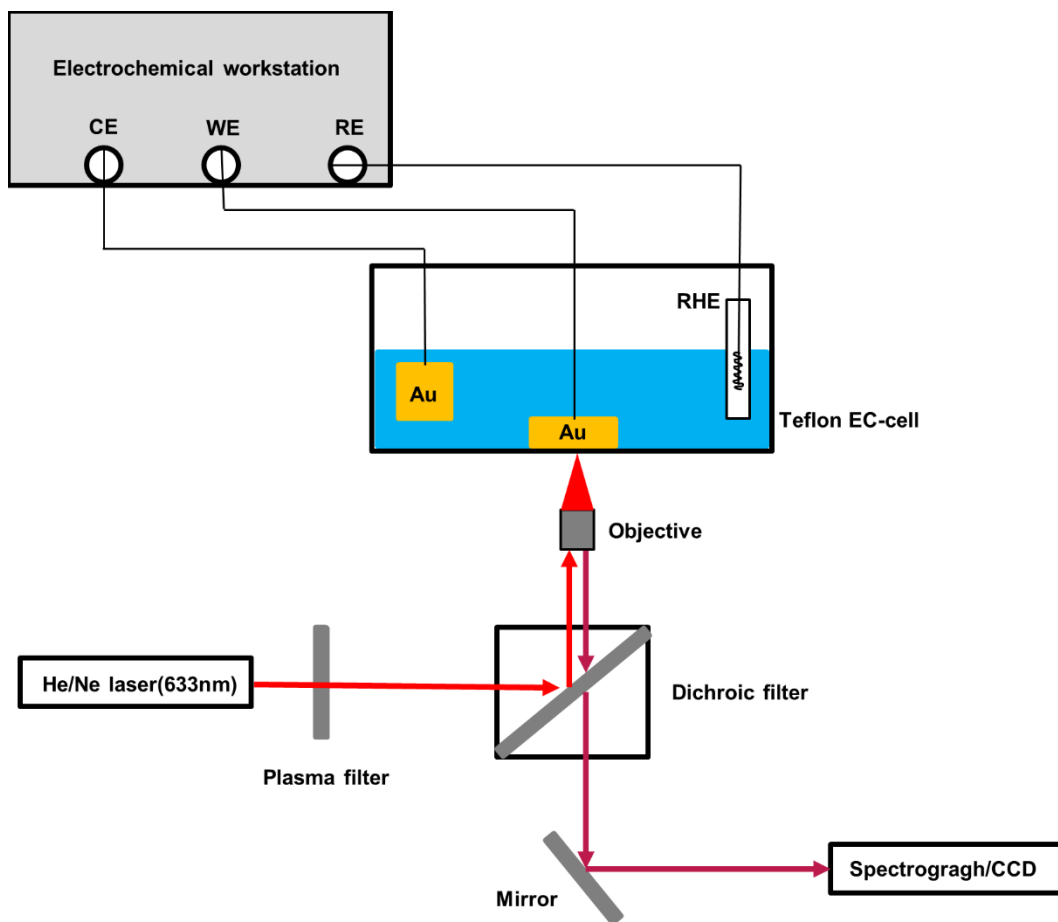 Electrochemical workstation
CE
WE
RE
RHE
Au
Au
Teflon EC-cell
Objective
He/Ne laser(633nm)
Dichroic filter
Plasma filter
Spectrogragh/CCD
Mirror